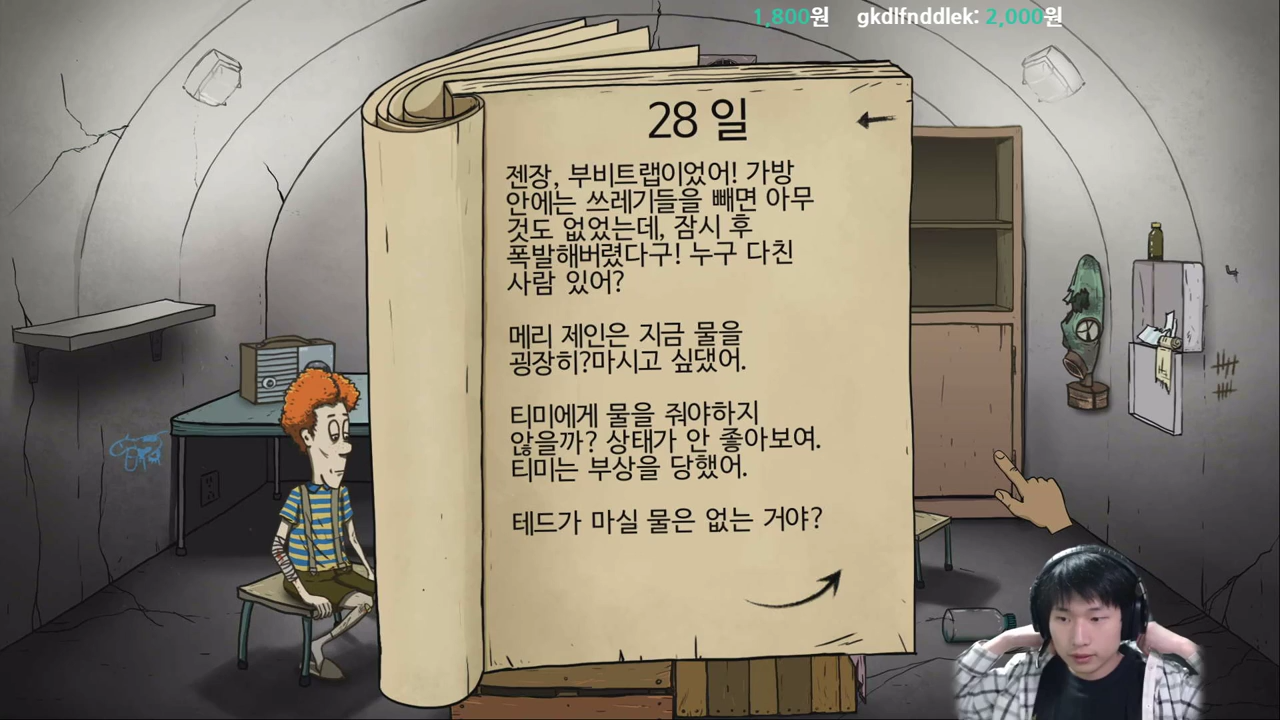 1,800원 gkdlfnddlek: 2,000원
28 일
젠장, 부비트랩이었어! 가방
안에는 쓰레기들을 빼면 아무
것도 없었는데, 잠시 후
폭발해버렸다구! 누구 다친
사람 있어?
메리 제인은 지금 물을
굉장히?마시고 싶댔어.
티미에게 물을 줘야하지
않을까? 상태가 안 좋아보여.
티미는 부상을 당했어.
테드가 마실 물은 없는 거야?